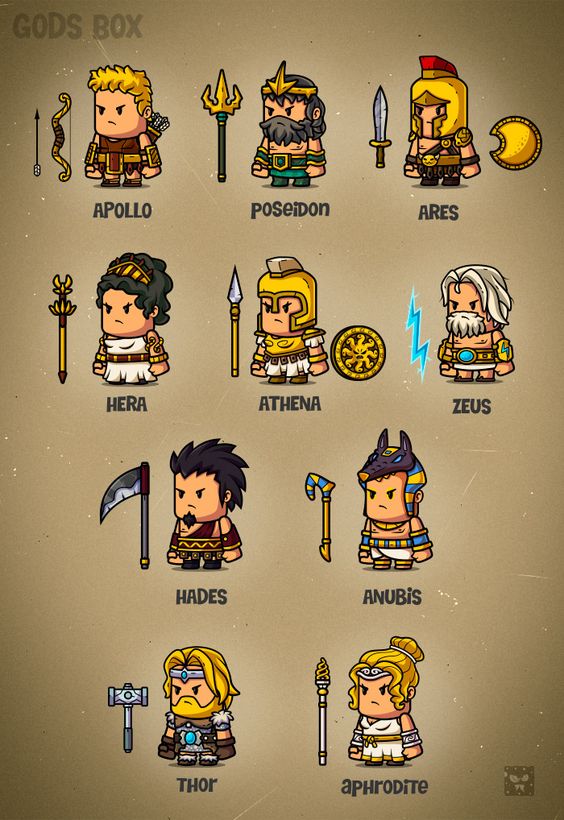 GODS BOX
APOLLO
POSEIDON
ARES
HERA
ATHENA
ZEUS
HADES
ANUBIS
THOR
APHRODITE